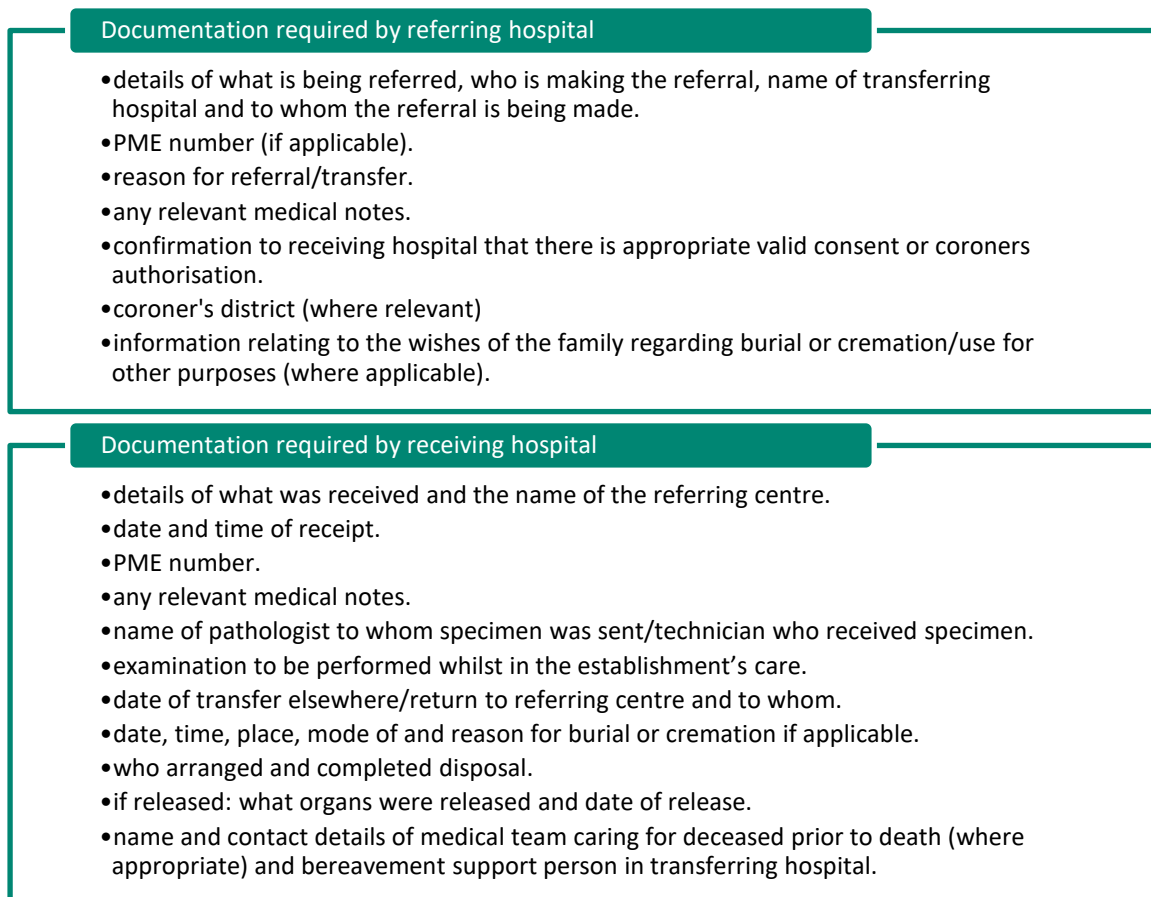 Documentation required by referring hospital
•details of what is being referred, who is making the referral, name of transferring
hospital and to whom the referral is being made.
•PME number (if applicable).
•reason for referral/transfer.
•any relevant medical notes.
•confirmation to receiving hospital that there is appropriate valid consent or coroners
authorisation.
•coroner's district (where relevant)
•information relating to the wishes of the family regarding burial or cremation/use for
other purposes (where applicable).
Documentation required by receiving hospital
•details of what was received and the name of the referring centre.
•date and time of receipt.
•PME number.
•any relevant medical notes.
•name of pathologist to whom specimen was sent/technician who received specimen.
•examination to be performed whilst in the establishment’s care.
•date of transfer elsewhere/return to referring centre and to whom.
•date, time, place, mode of and reason for burial or cremation if applicable.
•who arranged and completed disposal.
•if released: what organs were released and date of release.
•name and contact details of medical team caring for deceased prior to death (where
appropriate) and bereavement support person in transferring hospital.